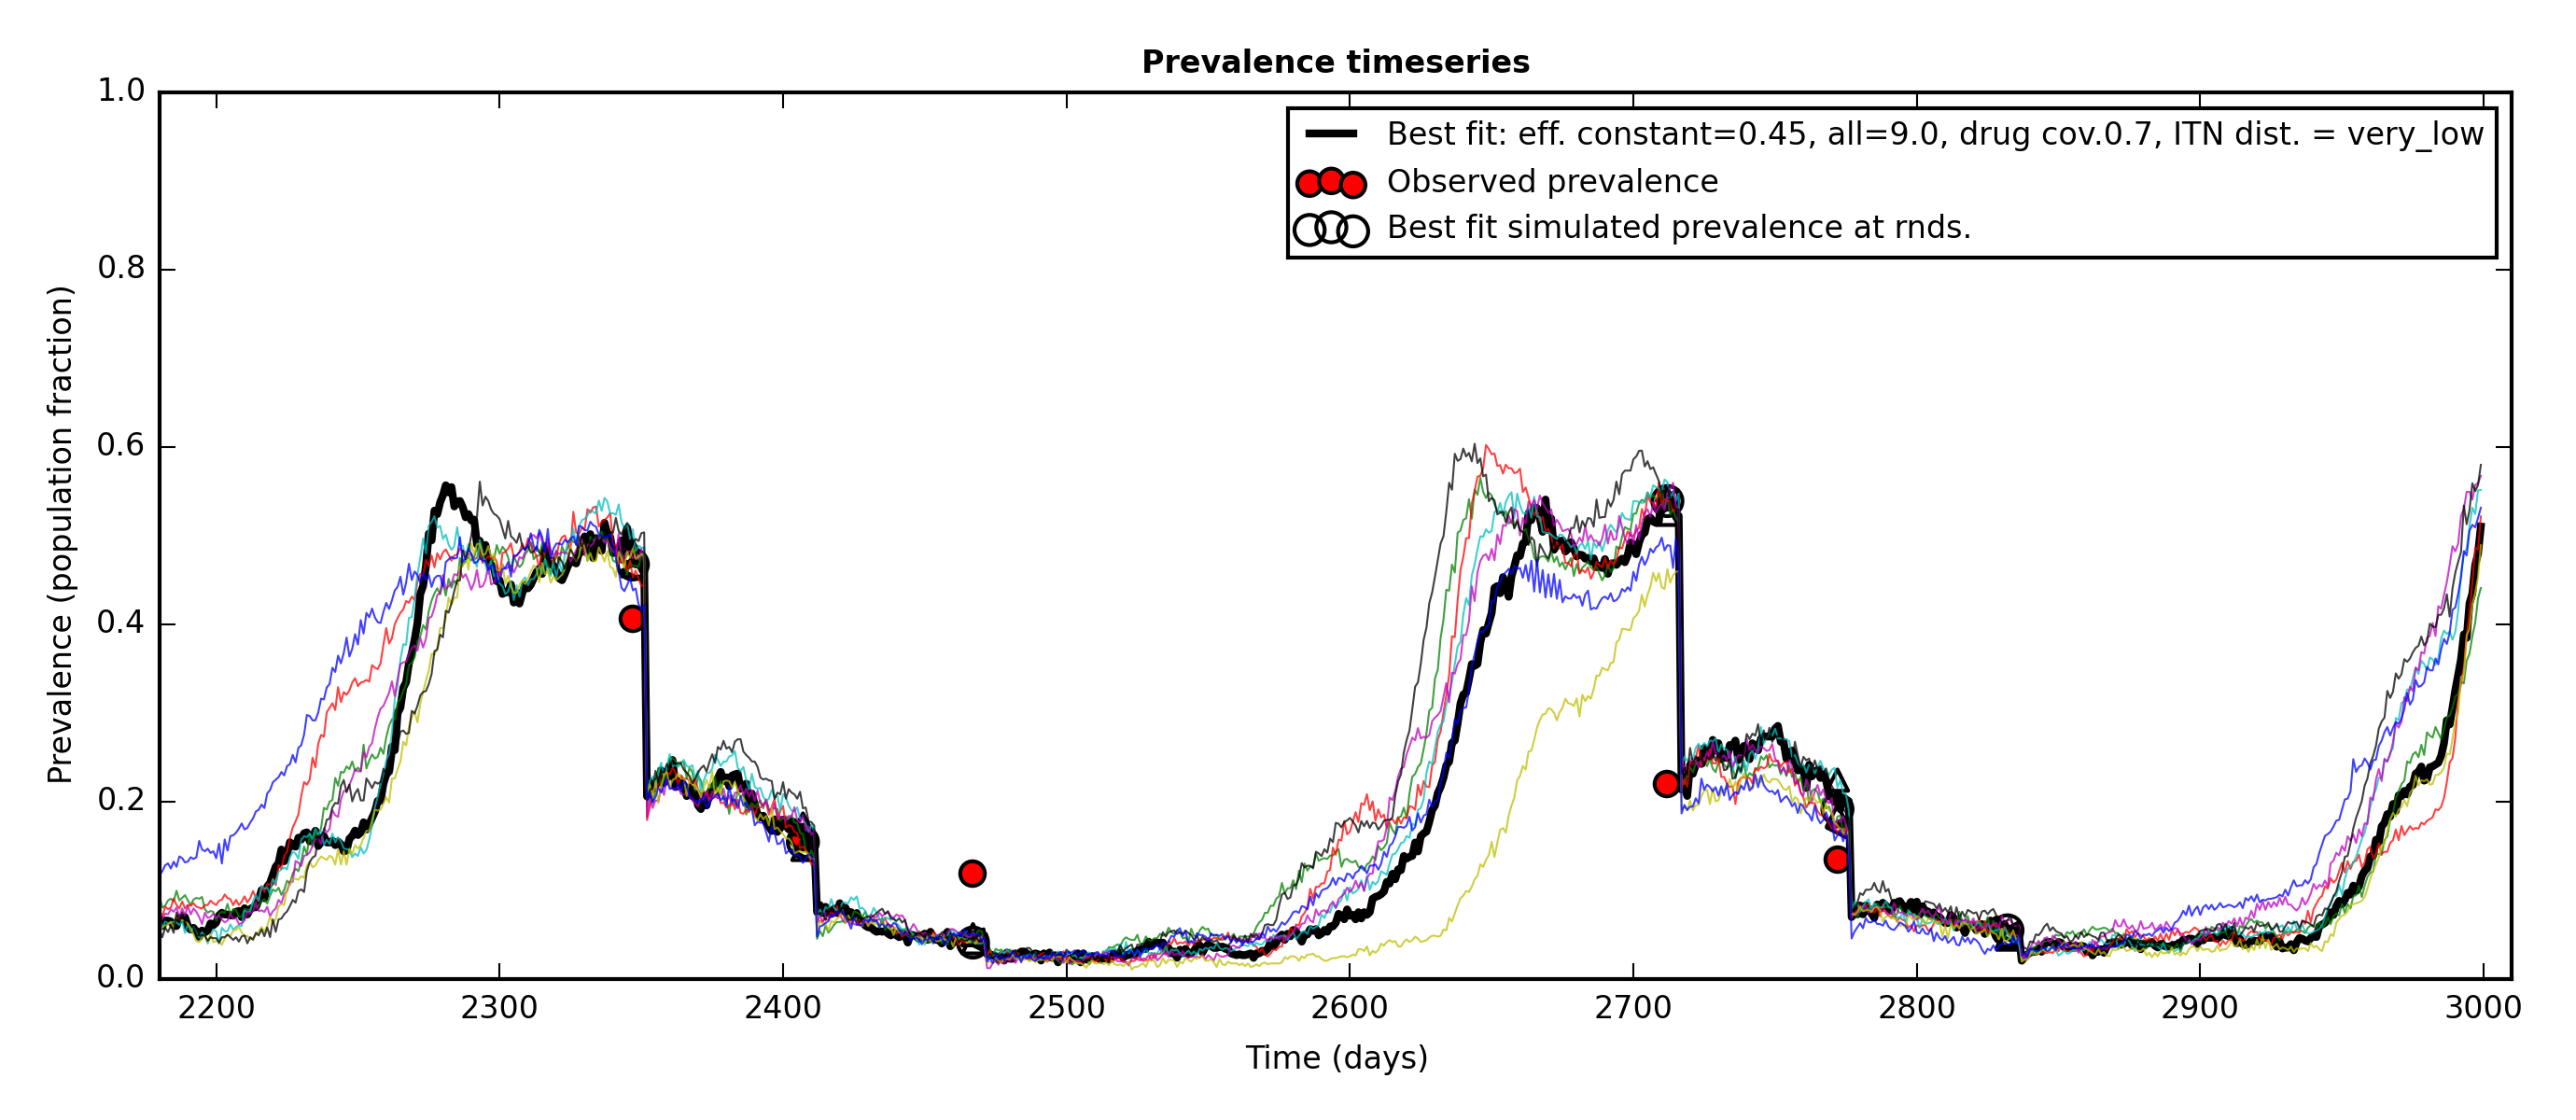 Prevalence timeseries
Prevalence (population fraction)
1.0
0.8
0.6
0.4
0.2
0.0
Best fit: eff. constant=0.45, all=9.0, drug cov.0.7, ITN dist. = very_low
Observed prevalence
Best fit simulated prevalence at rnds.
2200 2300 2400 2500 2600 2700 2800 2900 3000
Time (days)